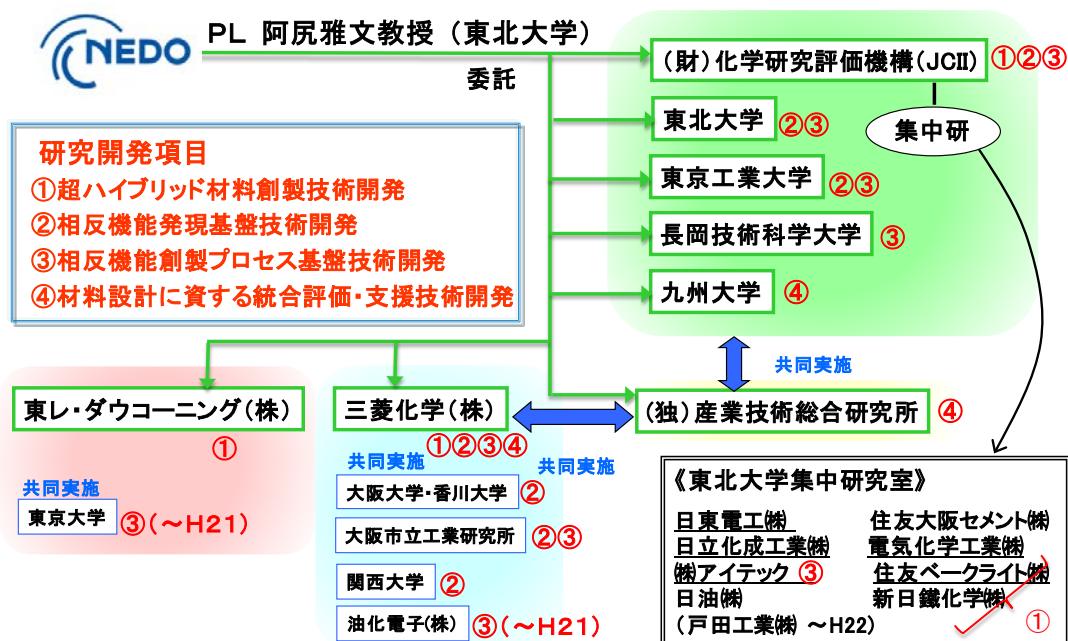 NEDO
PL 阿尻雅文教授（東北大学）
委託
（財）化学研究評価機構（JCII） ①②③
集中研
東北大学 ②③
東京工業大学 ②③
長岡技術科学大学 ③
九州大学 ④
研究開発項目
①超ハイブリッド材料創製技術開発
②相反機能発現基盤技術開発
③相反機能創製プロセス基盤技術開発
④材料設計に資する統合評価・支援技術開発
共同実施
東レ・ダウコーニング（株）
①
共同実施
東京大学 ③（～H21）
三菱化学（株）
①②③④
共同実施
共同実施
大阪大学・香川大学 ②
大阪市立工業研究所 ②③
関西大学 ②
油化電子（株） ③（～H21）
（独）産業技術総合研究所 ④
《東北大学集中研究室》
日東電工㈱ 住友大阪セメント㈱
日立化成工業㈱ 電気化学工業㈱
㈱アイテック ③ 住友ベークライト㈱
日油㈱ 新日鐵化学㈱
（戸田工業㈱ ～H22） ①